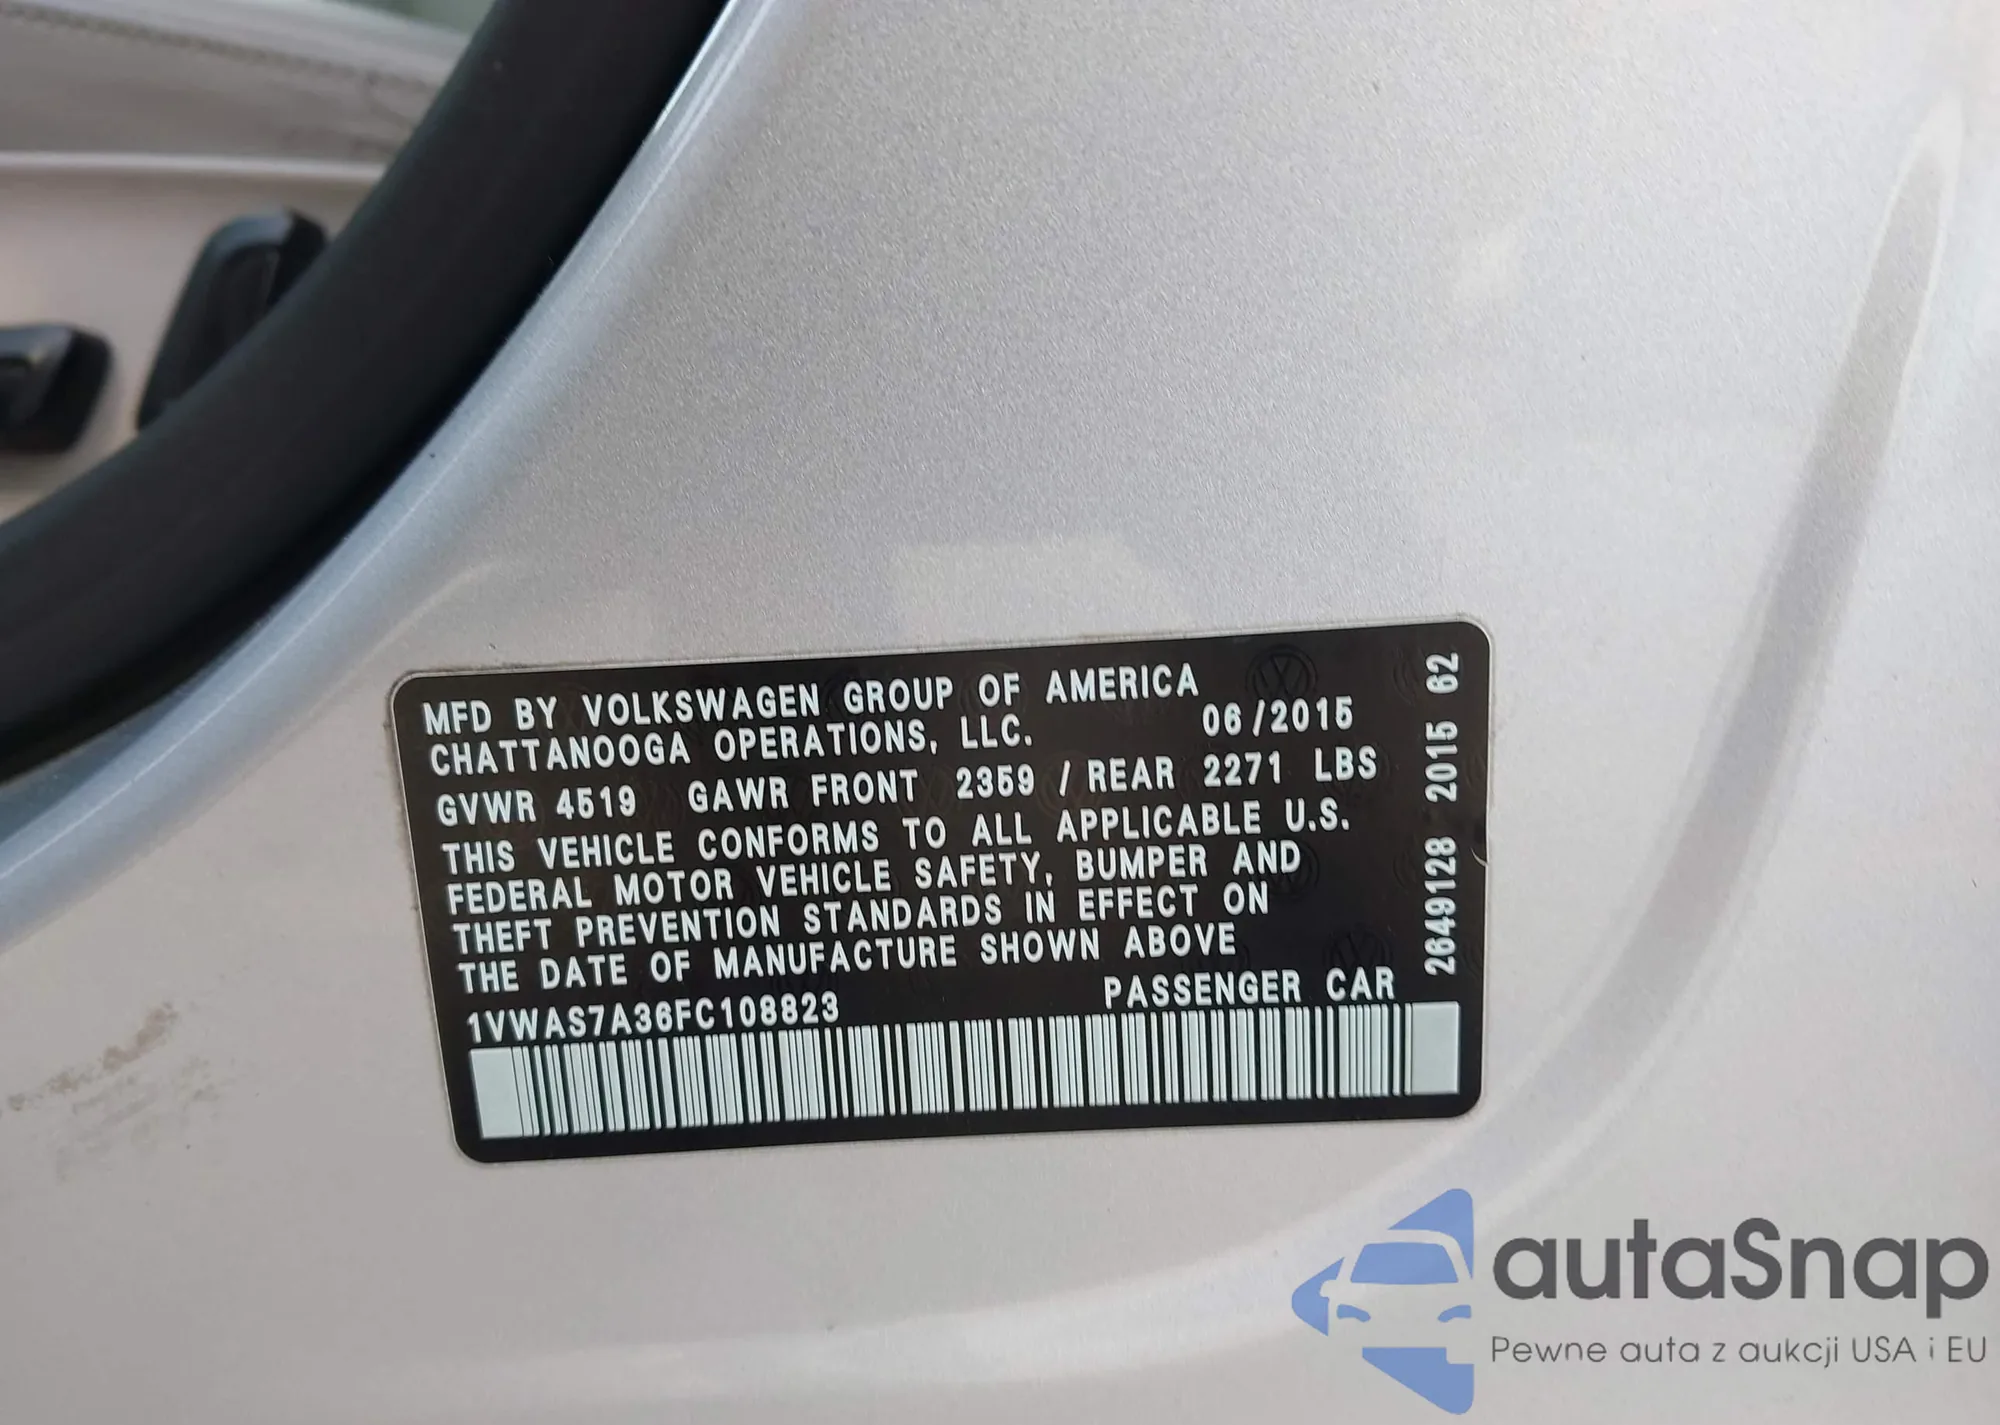 MFD BY VOLKSWAGEN GROUP OF AMERICA
CHATTANOOGA OPERATIONS, LLC. 06/2015
GVWR 4519 GAWR FRONT 2359 / REAR 2271 LBS
THIS VEHICLE CONFORMS TO ALL APPLICABLE U.S.
FEDERAL MOTOR VEHICLE SAFETY, BUMPER AND
THEFT PREVENTION STANDARDS IN EFFECT ON
THE DATE OF MANUFACTURE SHOWN ABOVE
1VWAS7A36FC108823 PASSENGER CAR
2649128 2015 62
autaSnap
Pewne auta z aukcji USA i EU